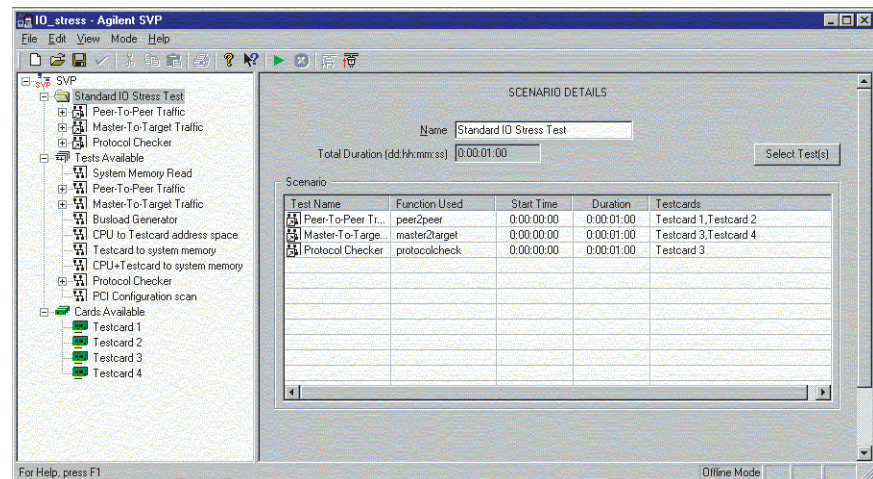 IO_stress - Agilent SVP
File Edit View Mode Help
SVP
Standard IO Stress Test
Peer-To-Peer Traffic
Master-To-Target Traffic
Protocol Checker
Tests Available
System Memory Read
Peer-To-Peer Traffic
Master-To-Target Traffic
Busload Generator
CPU to Testcard address space
Testcard to system memory
CPU+Testcard to system memory
Protocol Checker
PCI Configuration scan
Cards Available
Testcard 1
Testcard 2
Testcard 3
Testcard 4
SCENARIO DETAILS
Name Standard IO Stress Test
Total Duration (dd:hh:mm:ss) 0:00:01:00 Select Test(s)
Scenario
Test Name Function Used Start Time Duration Testcards
Peer-To-Peer Tr... peer2peer 0:00:00:00 0:00:01:00 Testcard 1,Testcard 2
Master-To-Targe... master2target 0:00:00:00 0:00:01:00 Testcard 3,Testcard 4
Protocol Checker protocolcheck 0:00:00:00 0:00:01:00 Testcard 3
For Help, press F1 Offline Mode